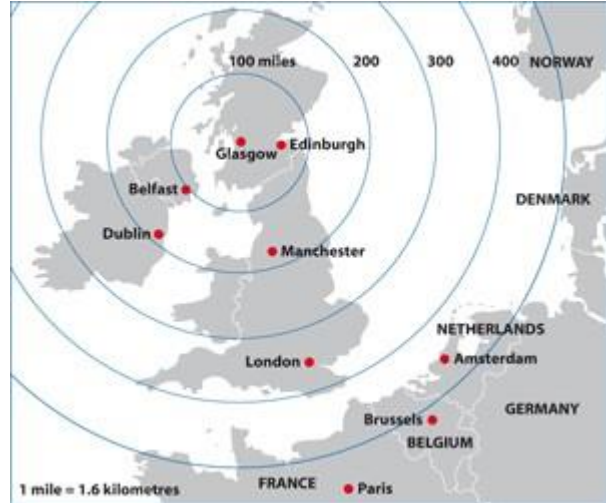 100 miles
200
300
400
NORWAY
Glasgow
Edinburgh
Belfast
DENMARK
Dublin
Manchester
NETHERLANDS
London
Amsterdam
GERMANY
Brussels
BELGIUM
FRANCE
Paris
1 mile = 1.6 kilometres